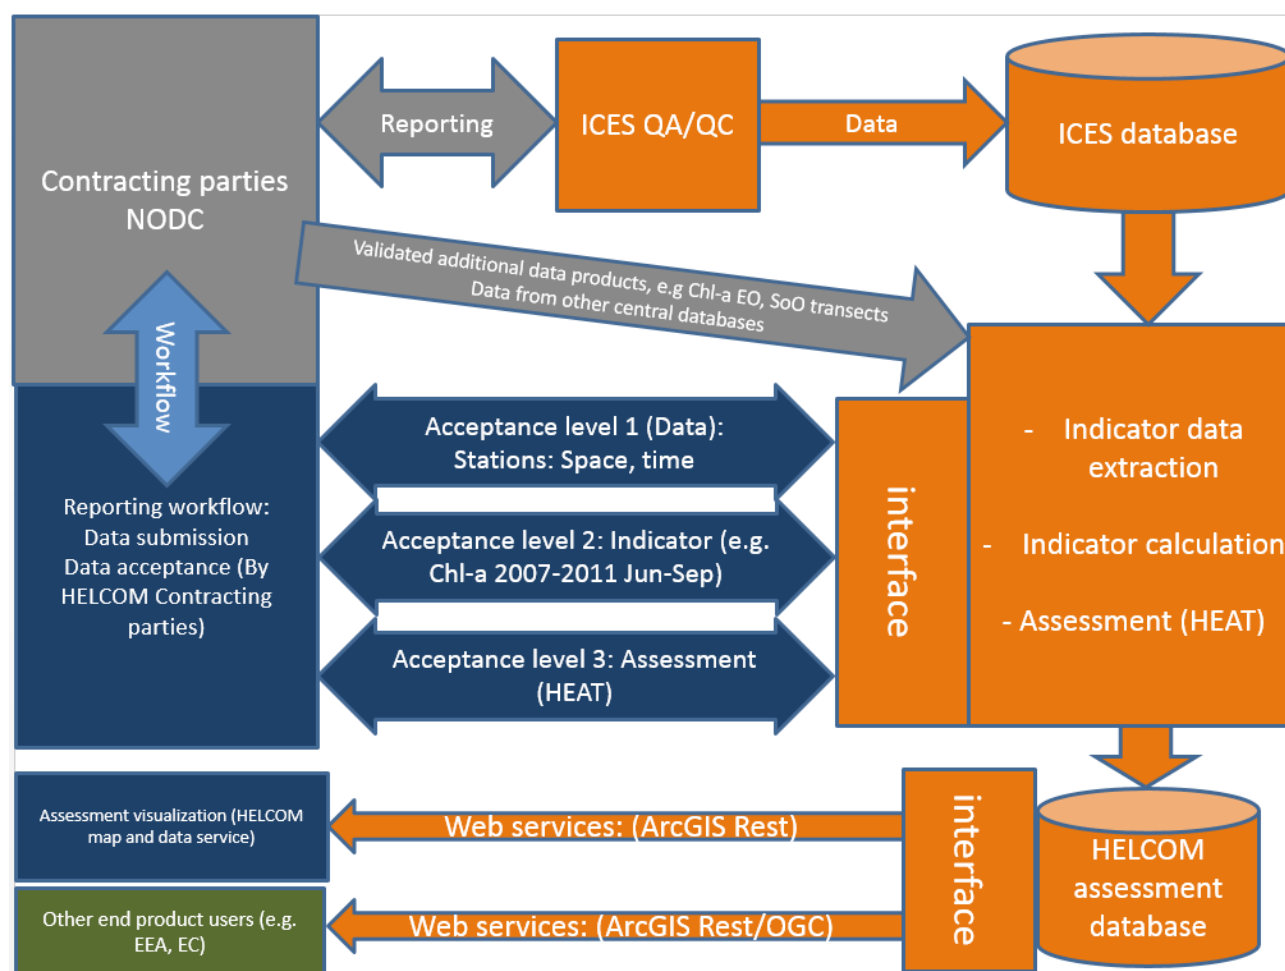 Contracting parties
NODC
Reporting
ICES QA/QC
Data
ICES database
Validated additional data products, e.g Chl-a EO, SoO transects
Data from other central databases
Workflow
Reporting workflow:
Data submission
Data acceptance (By
HELCOM Contracting
parties)
Acceptance level 1 (Data):
Stations: Space, time
Acceptance level 2: Indicator (e.g.
Chl-a 2007-2011 Jun-Sep)
Acceptance level 3: Assessment
(HEAT)
interface
- Indicator data
extraction
- Indicator calculation
- Assessment (HEAT)
Assessment visualization (HELCOM
map and data service)
Web services: (ArcGIS Rest)
Other end product users (e.g.
EEA, EC)
Web services: (ArcGIS Rest/OGC)
interface
HELCOM
assessment
database